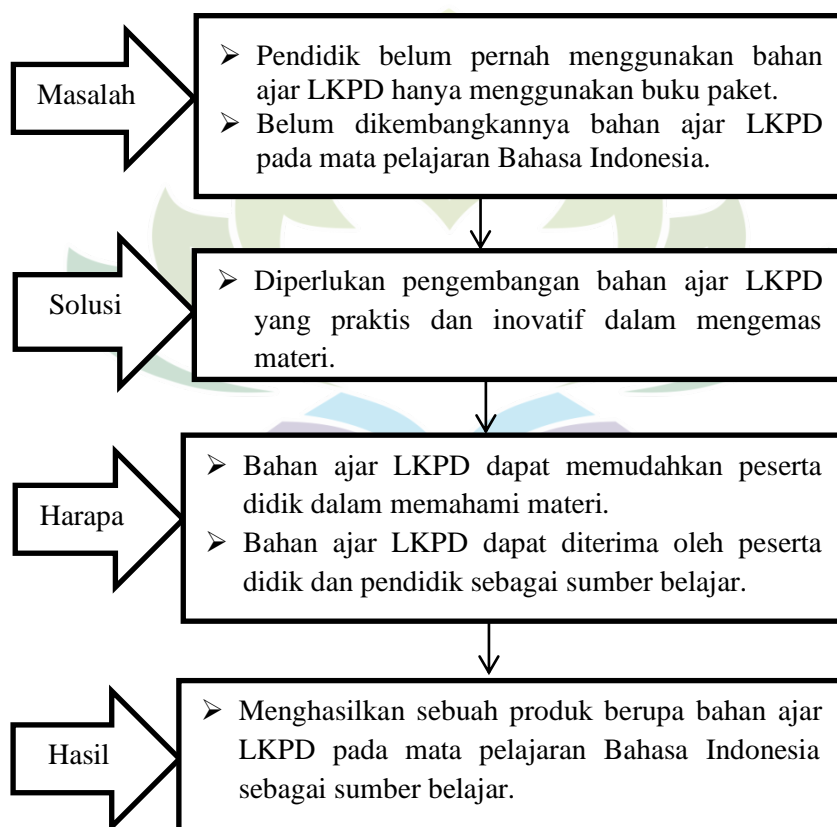 Masalah
➢ Pendidik belum pernah menggunakan bahan
ajar LKPD hanya menggunakan buku paket.
➢ Belum dikembangkannya bahan ajar LKPD
pada mata pelajaran Bahasa Indonesia.
Solusi
➢ Diperlukan pengembangan bahan ajar LKPD
yang praktis dan inovatif dalam mengemas
materi.
Harapa
➢ Bahan ajar LKPD dapat memudahkan peserta
didik dalam memahami materi.
➢ Bahan ajar LKPD dapat diterima oleh peserta
didik dan pendidik sebagai sumber belajar.
Hasil
➢ Menghasilkan sebuah produk berupa bahan ajar
LKPD pada mata pelajaran Bahasa Indonesia
sebagai sumber belajar.